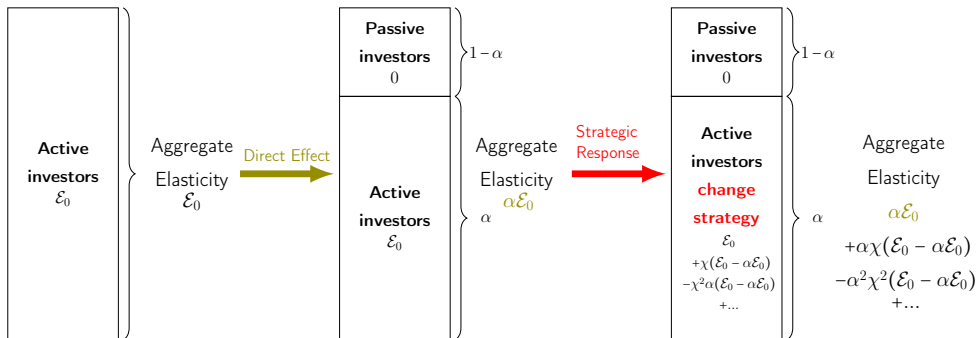 Active
investors
ℰ₀
Aggregate
Elasticity
ℰ₀
Direct Effect
Passive
investors
0
1 − α
Active
investors
ℰ₀
α
Aggregate
Elasticity
αℰ₀
Strategic
Response
Passive
investors
0
1 − α
Active
investors
change
strategy
ℰ₀
+χ(ℰ₀ − αℰ₀)
−χ²α(ℰ₀ − αℰ₀)
+...
α
Aggregate
Elasticity
αℰ₀
+αχ(ℰ₀ − αℰ₀)
−α²χ²(ℰ₀ − αℰ₀)
+...